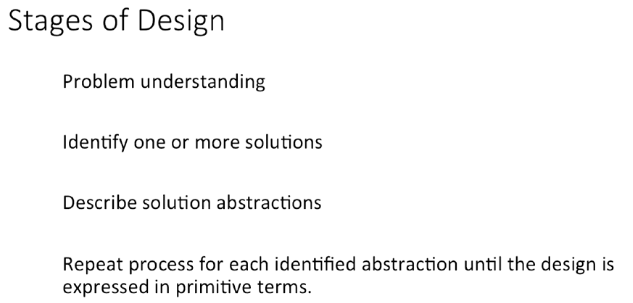 Stages of Design
Problem understanding
Identify one or more solutions
Describe solution abstractions
Repeat process for each identified abstraction until the design is
expressed in primitive terms.